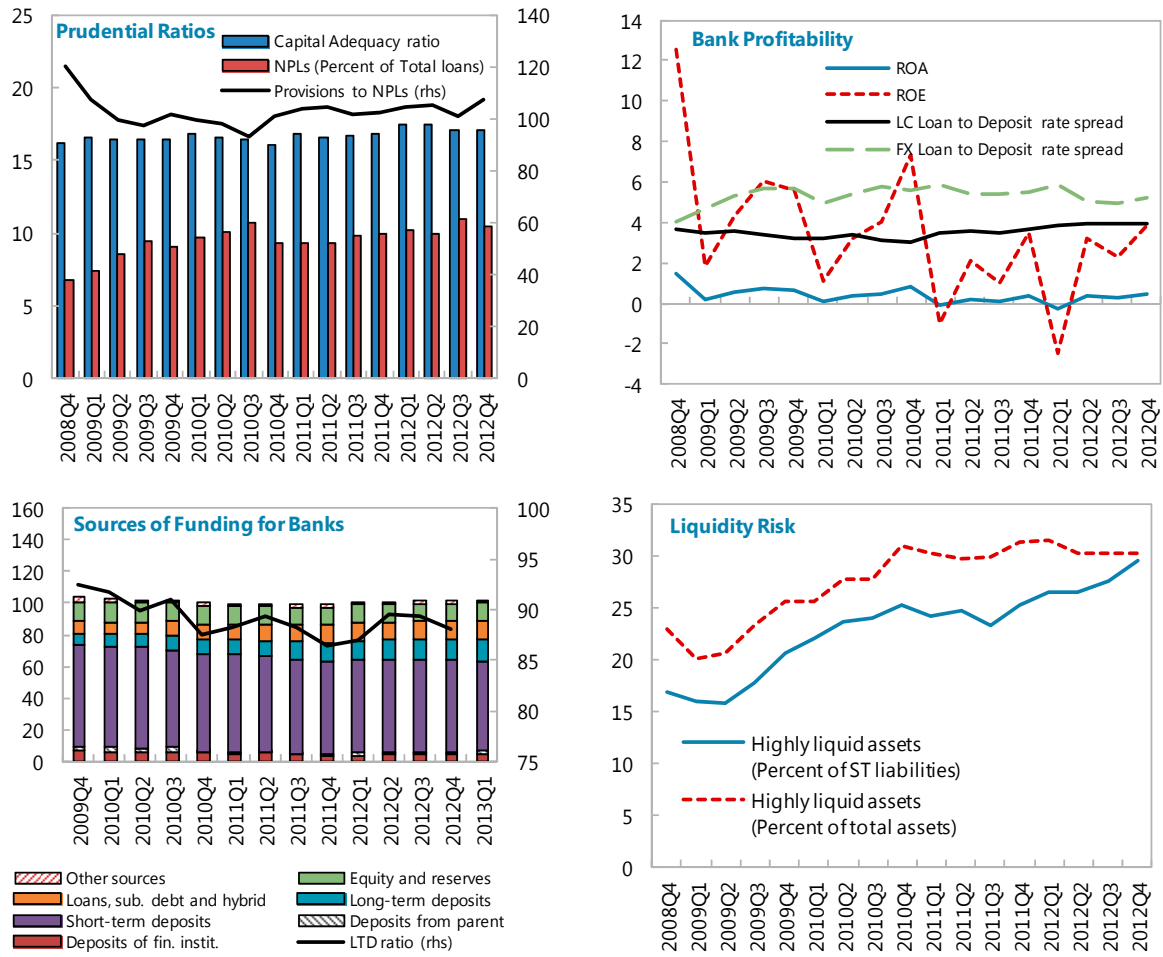 Prudential Ratios
Capital Adequacy ratio
NPLs (Percent of Total loans)
Provisions to NPLs (rhs)
25
20
15
10
5
0
140
120
100
80
60
40
20
0
2008Q4
2009Q1
2009Q2
2009Q3
2009Q4
2010Q1
2010Q2
2010Q3
2010Q4
2011Q1
2011Q2
2011Q3
2011Q4
2012Q1
2012Q2
2012Q3
2012Q4
Bank Profitability
ROA
ROE
LC Loan to Deposit rate spread
FX Loan to Deposit rate spread
14
12
10
8
6
4
2
0
-2
-4
2008Q4
2009Q1
2009Q2
2009Q3
2009Q4
2010Q1
2010Q2
2010Q3
2010Q4
2011Q1
2011Q2
2011Q3
2011Q4
2012Q1
2012Q2
2012Q3
2012Q4
Sources of Funding for Banks
160
140
120
100
80
60
40
20
0
100
95
90
85
80
75
2009Q4
2010Q1
2010Q2
2010Q3
2010Q4
2011Q1
2011Q2
2011Q3
2011Q4
2012Q1
2012Q2
2012Q3
2012Q4
2013Q1
Other sources
Equity and reserves
Loans, sub. debt and hybrid
Long-term deposits
Short-term deposits
Deposits from parent
Deposits of fin. instit.
LTD ratio (rhs)
Liquidity Risk
35
30
25
20
15
10
5
0
Highly liquid assets
(Percent of ST liabilities)
Highly liquid assets
(Percent of total assets)
2008Q4
2009Q1
2009Q2
2009Q3
2009Q4
2010Q1
2010Q2
2010Q3
2010Q4
2011Q1
2011Q2
2011Q3
2011Q4
2012Q1
2012Q2
2012Q3
2012Q4